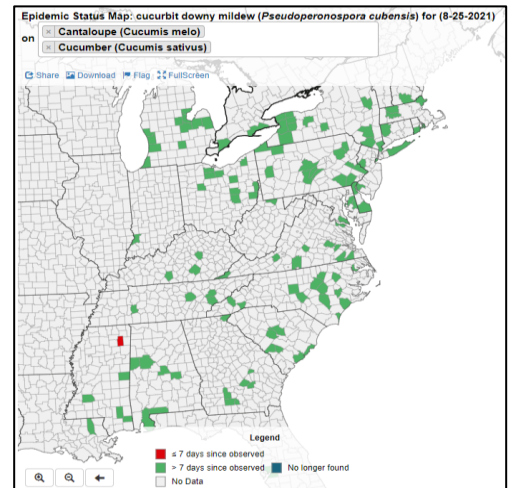 Epidemic Status Map: cucurbit downy mildew (Pseudoperonospora cubensis) for (8-25-2021)
on
× Cantaloupe (Cucumis melo)
× Cucumber (Cucumis sativus)
Share Download Flag FullScreen
Legend
≤ 7 days since observed
> 7 days since observed No longer found
No Data